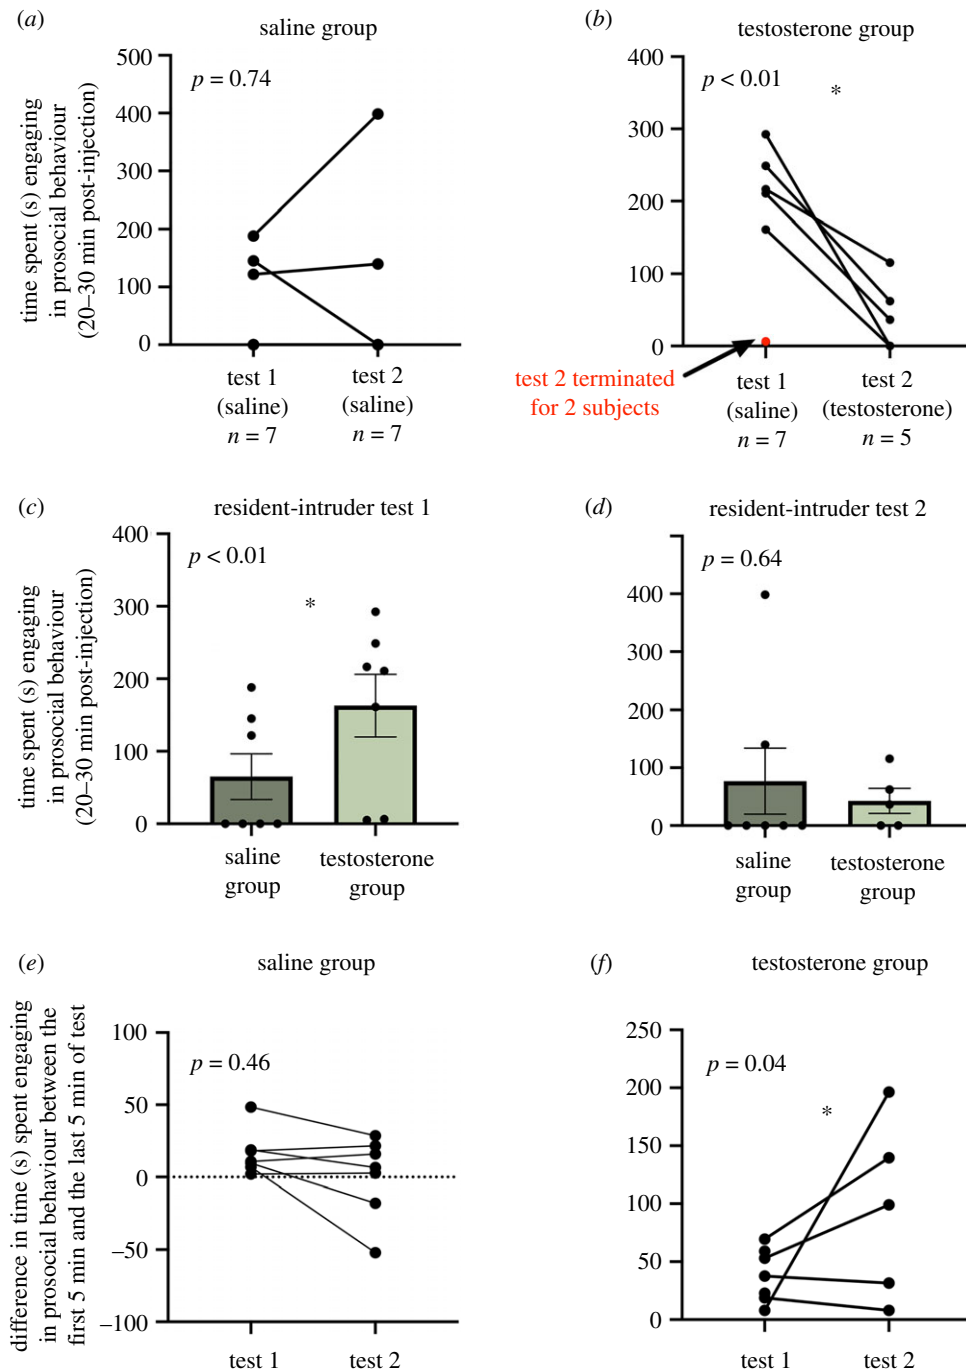 (a)
saline group
time spent (s) engaging
in prosocial behaviour
(20–30 min post-injection)
500
400
300
200
100
0
p = 0.74
test 1
(saline)
n = 7
test 2
(saline)
n = 7
(b)
testosterone group
400
300
200
100
0
p < 0.01
*
test 2 terminated
for 2 subjects
test 1
(saline)
n = 7
test 2
(testosterone)
n = 5
(c)
resident-intruder test 1
time spent (s) engaging
in prosocial behaviour
(20–30 min post-injection)
400
300
200
100
0
p < 0.01
*
saline
group
testosterone
group
(d)
resident-intruder test 2
400
300
200
100
0
p = 0.64
saline
group
testosterone
group
(e)
saline group
difference in time (s) spent engaging
in prosocial behaviour between the
first 5 min and the last 5 min of test
100
50
0
–50
–100
p = 0.46
test 1
test 2
(f)
testosterone group
250
200
150
100
50
0
p = 0.04
*
test 1
test 2